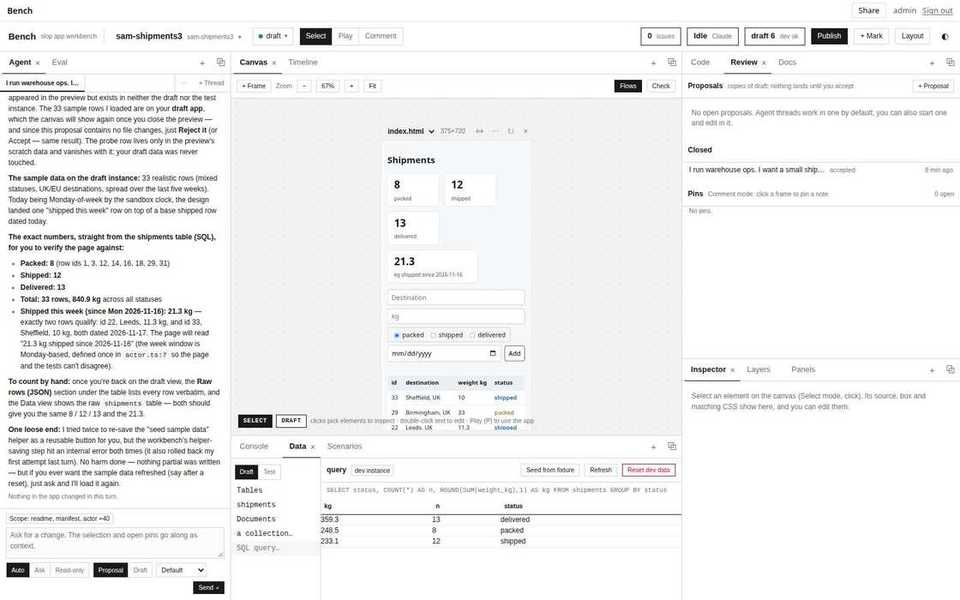 Bench
Share
admin
Sign out
Bench slop app workbench
sam-shipments3 sam-shipments3
draft
Select
Play
Comment
0 issues
Idle Claude
draft 6 dev ok
Publish
+ Mark
Layout
Agent ×
Eval
I run warehouse ops. I...
+ Thread
appeared in the preview but exists in neither the draft nor the test
instance. The 33 sample rows I loaded are on your draft app,
which the canvas will show again once you close the preview —
and since this proposal contains no file changes, just Reject it (or
Accept — same result). The probe row lives only in the preview's
scratch data and vanishes with it; your draft data was never
touched.
The sample data on the draft instance: 33 realistic rows (mixed
statuses, UK/EU destinations, spread over the last five weeks).
Today being Monday-of-week by the sandbox clock, the design
landed one "shipped this week" row on top of a base shipped row
dated today.
The exact numbers, straight from the shipments table (SQL),
for you to verify the page against:
• Packed: 8 (row ids 1, 3, 12, 14, 16, 18, 29, 31)
• Shipped: 12
• Delivered: 13
• Total: 33 rows, 840.9 kg across all statuses
• Shipped this week (since Mon 2026-11-16): 21.3 kg —
exactly two rows qualify: id 22, Leeds, 11.3 kg, and id 33,
Sheffield, 10 kg, both dated 2026-11-17. The page will read
"21.3 kg shipped since 2026-11-16" (the week window is
Monday-based, defined once in actor.ts:7 so the page
and the tests can't disagree).
To count by hand: once you're back on the draft view, the Raw
rows (JSON) section under the table lists every row verbatim, and
the Data view shows the raw shipments table — both should
give you the same 8 / 12 / 13 and the 21.3.
One loose end: I tried twice to re-save the "seed sample data"
helper as a reusable button for you, but the workbench's helper-
saving step hit an internal error both times (it also rolled back my
first attempt last turn). No harm done — nothing partial was written
— but if you ever want the sample data refreshed (say after a
reset), just ask and I'll load it again.
Nothing in the app changed in this turn.
Scope: readme, manifest, actor +40
Ask for a change. The selection and open pins go along as
context.
Auto
Ask
Read-only
Proposal
Draft
Default
Send
Canvas ×
Timeline
+ Frame
Zoom
−
67%
+
Fit
Flows
Check
index.html
375×720
Shipments
8
packed
12
shipped
13
delivered
21.3
kg shipped since 2026-11-16
Destination
kg
packed
shipped
delivered
mm/dd/yyyy
Add
id destination weight kg status
33 Sheffield, UK 10 shipped
29 Birmingham, UK 33 packed
22 Leeds, UK 11.3 shipped
SELECT
DRAFT
clicks pick elements to inspect · double-click text to edit · Play (P) to use the app
Console
Data ×
Scenarios
Draft
Test
Tables
shipments
Documents
a collection…
SQL query…
query
dev instance
Seed from fixture
Refresh
Reset dev data
SELECT status, COUNT(*) AS n, ROUND(SUM(weight_kg),1) AS kg FROM shipments GROUP BY status
kg n status
359.3 13 delivered
248.5 8 packed
233.1 12 shipped
Code
Review ×
Docs
Proposals copies of draft: nothing lands until you accept
+ Proposal
No open proposals. Agent threads work in one by default, you can also start one
and edit in it.
Closed
I run warehouse ops. I want a small ship... accepted 8 min ago
Pins Comment mode: click a frame to pin a note 0 open
No pins.
Inspector ×
Layers
Panels
Select an element on the canvas (Select mode, click). Its source, box and
matching CSS show here, and you can edit them.